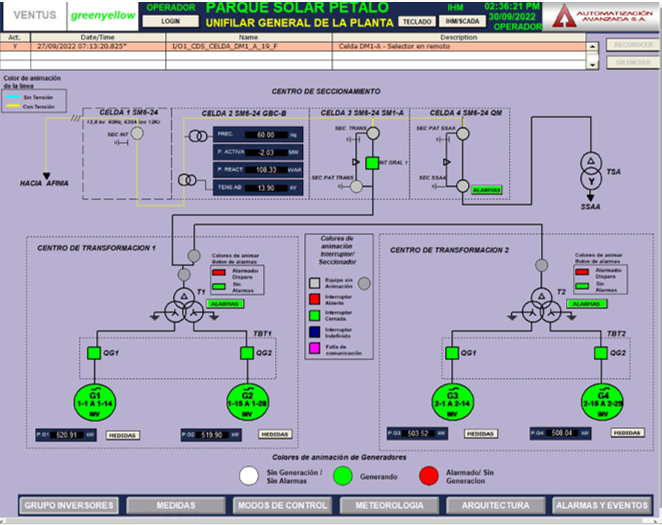 VENTUS
greenyellow
OPERADOR
LOGIN
PARQUE SOLAR PETALO
UNIFILAR GENERAL DE LA PLANTA
TECLADO
IHM
IHM/SCADA
02:36:21 PM
30/09/2022
OPERADOR
AUTOMATIZACIÓN
AVANZADA S.A.
Act. Date/Time Name Description
Y 27/09/2022 07:13:20.825" I/O1_CDS_CELDA_DM1_A_19_F Celda DM1-A - Selector en remoto
RECONOCER
SILENCIAR
Color de animación
de la línea
Sin Tensión
Con Tensión
CENTRO DE SECCIONAMIENTO
CELDA 1 SM6-24
13,8 kv 60Hz, 630A Icc 12KA
SEC INT
CELDA 2 SM6-24 GBC-B
FREC. 60.00 Hz
P. ACTIVA -2.03 MW
P. REACT. 108.33 kVAR
TENS AB 13.90 kV
CELDA 3 SM6-24 SM1-A
SEC TRANS
INT GRAL 1
SEC PAT TRANS
CELDA 4 SM6-24 QM
SEC PAT SSAA
SEC SSAA
ALARMAS
HACIA AFINIA
TSA
SSAA
CENTRO DE TRANSFORMACION 1
Colores de animar
Boton de alarmas
Alarmado/
Disparo
Sin
Alarmas
T1
ALARMAS
TBT1
QG1
QG2
G1
1-1 A 1-14
INV
G2
1-15 A 1-28
INV
P.G1 520.91 kW
MEDIDAS
P.G2 519.90 kW
MEDIDAS
Colores de
animación
Interruptor/
Seccionador
Equipo sin
Animación
Interruptor
Abierto
Interruptor
Cerrado
Interruptor
Indefinido
Falla de
comunicación
CENTRO DE TRANSFORMACION 2
Colores de animar
Boton de alarmas
Alarmado/
Disparo
Sin
Alarmas
T2
ALARMAS
TBT2
QG1
QG2
G3
2-1 A 2-14
INV
G4
2-15 A 2-29
INV
P.G3 503.52 kW
MEDIDAS
P.G4 508.04 kW
MEDIDAS
Colores de animación de Generadores
Sin Generación /
Sin Alarmas
Generando
Alarmado/ Sin
Generacion
GRUPO INVERSORES
MEDIDAS
MODOS DE CONTROL
METEOROLOGIA
ARQUITECTURA
ALARMAS Y EVENTOS